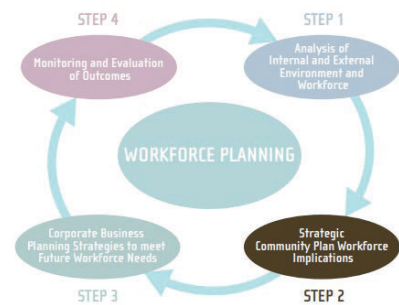 STEP 4
Monitoring and Evaluation
of Outcomes
STEP 1
Analysis of
Internal and External
Environment and
Workforce
WORKFORCE PLANNING
Corporate Business
Planning Strategies to meet
Future Workforce Needs
STEP 3
Strategic
Community Plan Workforce
Implications
STEP 2